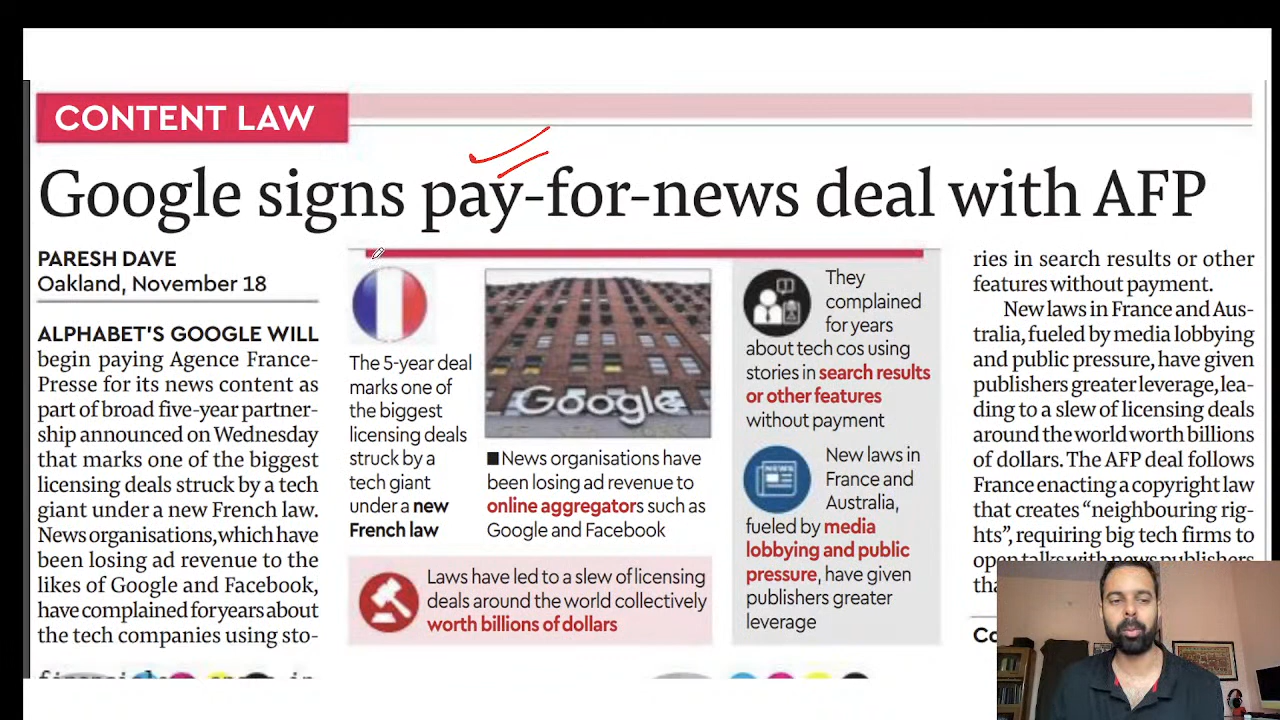 CONTENT LAW
Google signs pay-for-news deal with AFP
PARESH DAVE
Oakland, November 18
ALPHABET'S GOOGLE WILL
begin paying Agence France-
Presse for its news content as
part of broad five-year partner-
ship announced on Wednesday
that marks one of the biggest
licensing deals struck by a tech
giant under a new French law.
News organisations, which have
been losing ad revenue to the
likes of Google and Facebook,
have complained for years about
the tech companies using sto-
The 5-year deal
marks one of
the biggest
licensing deals
struck by a
tech giant
under a new
French law
Google
News organisations have
been losing ad revenue to
online aggregators such as
Google and Facebook
Laws have led to a slew of licensing
deals around the world collectively
worth billions of dollars
They
complained
for years
about tech cos using
stories in search results
or other features
without payment
NEWS
New laws in
France and
Australia,
fueled by media
lobbying and public
pressure, have given
publishers greater
leverage
ries in search results or other
features without payment.
New laws in France and Aus-
tralia, fueled by media lobbying
and public pressure, have given
publishers greater leverage, lea-
ding to a slew of licensing deals
around the world worth billions
of dollars. The AFP deal follows
France enacting a copyright law
that creates “neighbouring rig-
hts”, requiring big tech firms to
open talks with news publishers